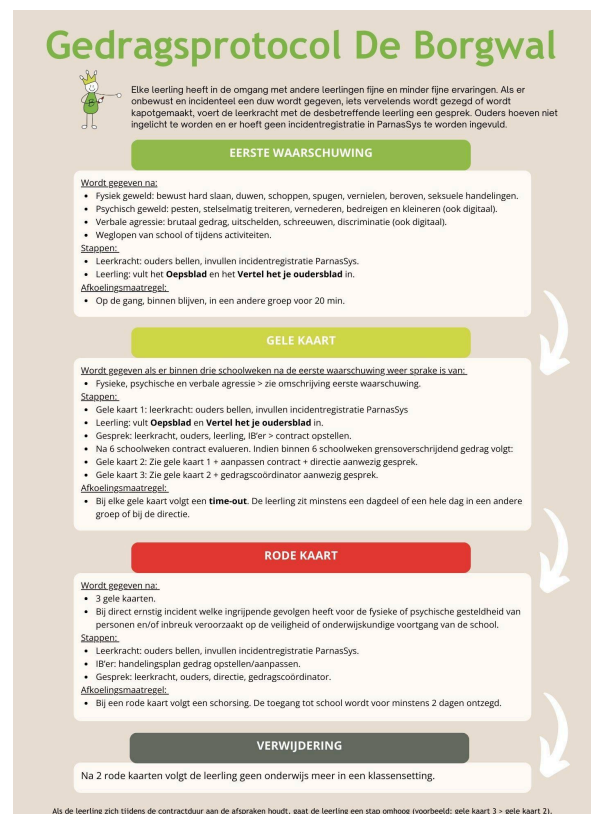 Gedragsprotocol De Borgwal
Elke leerling heeft in de omgang met andere leerlingen fijne en minder fijne ervaringen. Als er
onbewust en incidenteel een duw wordt gegeven, iets vervelends wordt gezegd of wordt
kapotgemaakt, voert de leerkracht met de desbetreffende leerling een gesprek. Ouders hoeven niet
ingelicht te worden en er hoeft geen incidentregistratie in ParnasSys te worden ingevuld.
EERSTE WAARSCHUWING
Wordt gegeven na:
• Fysiek geweld: bewust hard slaan, duwen, schoppen, spugen, vernielen, beroven, seksuele handelingen.
• Psychisch geweld: pesten, stelselmatig treiteren, vernederen, bedreigen en kleineren (ook digitaal).
• Verbale agressie: brutaal gedrag, uitschelden, schreeuwen, discriminatie (ook digitaal).
• Weglopen van school of tijdens activiteiten.
Stappen:
• Leerkracht: ouders bellen, invullen incidentregistratie ParnasSys.
• Leerling: vult het Oepsblad en het Vertel het je oudersblad in.
Afkoelingsmaatregel:
• Op de gang, binnen blijven, in een andere groep voor 20 min.
GELE KAART
Wordt gegeven als er binnen drie schoolweken na de eerste waarschuwing weer sprake is van:
• Fysieke, psychische en verbale agressie > zie omschrijving eerste waarschuwing.
Stappen:
• Gele kaart 1: leerkracht: ouders bellen, invullen incidentregistratie ParnasSys
• Leerling: vult Oepsblad en Vertel het je oudersblad in.
• Gesprek: leerkracht, ouders, leerling, IB'er > contract opstellen.
• Na 6 schoolweken contract evalueren. Indien binnen 6 schoolweken grensoverschrijdend gedrag volgt:
• Gele kaart 2: Zie gele kaart 1 + aanpassen contract + directie aanwezig gesprek.
• Gele kaart 3: Zie gele kaart 2 + gedragscoördinator aanwezig gesprek.
Afkoelingsmaatregel:
• Bij elke gele kaart volgt een time-out. De leerling zit minstens een dagdeel of een hele dag in een andere
groep of bij de directie.
RODE KAART
Wordt gegeven na:
• 3 gele kaarten.
• Bij direct ernstig incident welke ingrijpende gevolgen heeft voor de fysieke of psychische gesteldheid van
personen en/of inbreuk veroorzaakt op de veiligheid of onderwijskundige voortgang van de school.
Stappen:
• Leerkracht: ouders bellen, invullen incidentregistratie ParnasSys.
• IB'er: handelingsplan gedrag opstellen/aanpassen.
• Gesprek: leerkracht, ouders, directie, gedragscoördinator.
Afkoelingsmaatregel:
• Bij een rode kaart volgt een schorsing. De toegang tot school wordt voor minstens 2 dagen ontzegd.
VERWIJDERING
Na 2 rode kaarten volgt de leerling geen onderwijs meer in een klassensetting.
Als de leerling zich tijdens de contractduur aan de afspraken houdt, gaat de leerling een stap omhoog (voorbeeld: gele kaart 3 > gele kaart 2).